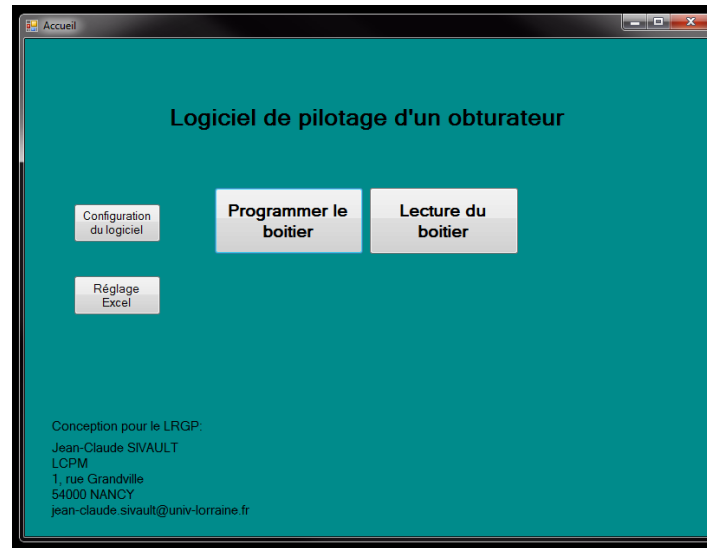 Accueil
Logiciel de pilotage d'un obturateur
Configuration
du logiciel
Programmer le
boitier
Lecture du
boitier
Réglage
Excel
Conception pour le LRGP:
Jean-Claude SIVAULT
LCPM
1, rue Grandville
54000 NANCY
jean-claude.sivault@univ-lorraine.fr